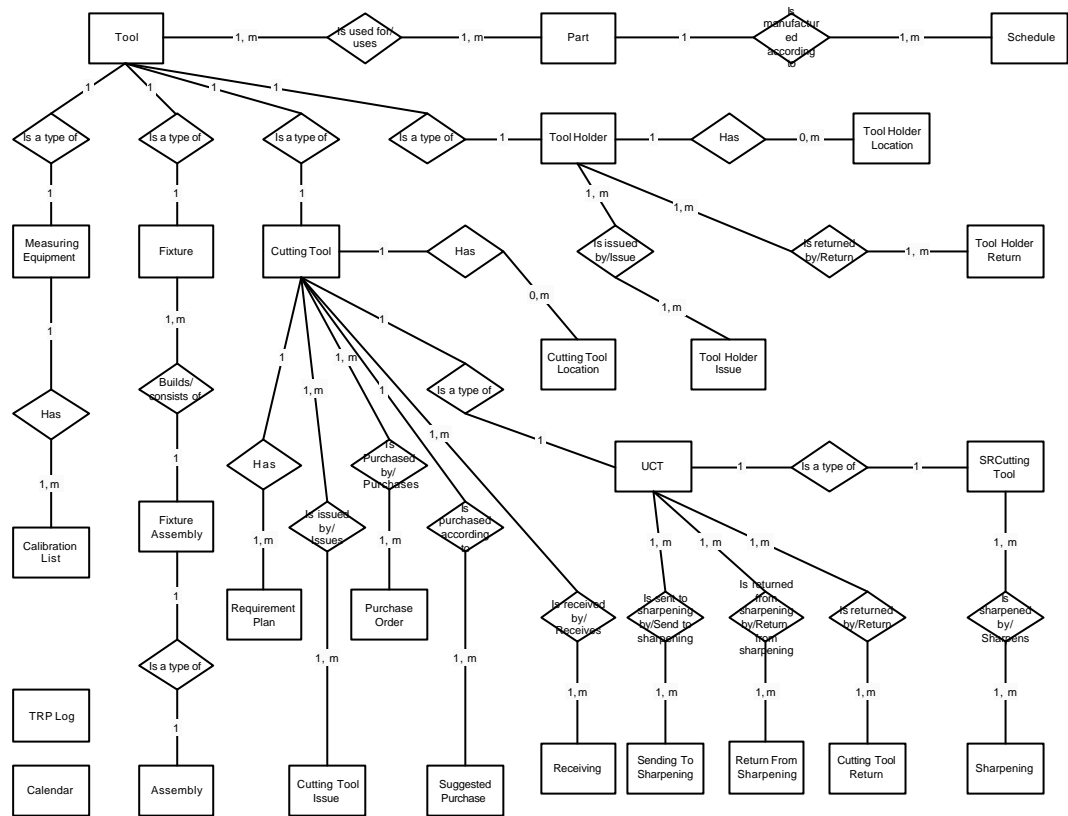 Tool
1, m
Is used for/
uses
1, m
Part
1
Is
manufactur
ed
according
to
1, m
Schedule
1
1
1
1
Is a type of
Is a type of
Is a type of
Is a type of
1
Tool Holder
1
Has
0, m
Tool Holder
Location
1
1
1
1, m
1, m
Measuring
Equipment
Fixture
Cutting Tool
1
Has
Is issued
by/Issue
Is returned
by/Return
1, m
Tool Holder
Return
0, m
1, m
1
1, m
1
Cutting Tool
Location
Tool Holder
Issue
1
1, m
1, m
1
1, m
Has
Builds/
consists of
Is a type of
1
1, m
1
Has
Is
Purchased
by/
Purchases
UCT
1
Is a type of
1
SRCutting
Tool
Calibration
List
Fixture
Assembly
Is issued
by/
Issues
Is
purchased
according
to
1, m
1, m
1, m
1, m
1, m
1
Requirement
Plan
Purchase
Order
Is received
by/
Receives
Is sent to
sharpening
by/Send to
sharpening
Is returned
from
sharpening
by/Return
from
sharpening
Is returned
by/Return
Is
sharpened
by/
Sharpens
1
Is a type of
1, m
1, m
1, m
1, m
1, m
1, m
1, m
TRP Log
1
Calendar
Assembly
Cutting Tool
Issue
Suggested
Purchase
Receiving
Sending To
Sharpening
Return From
Sharpening
Cutting Tool
Return
Sharpening